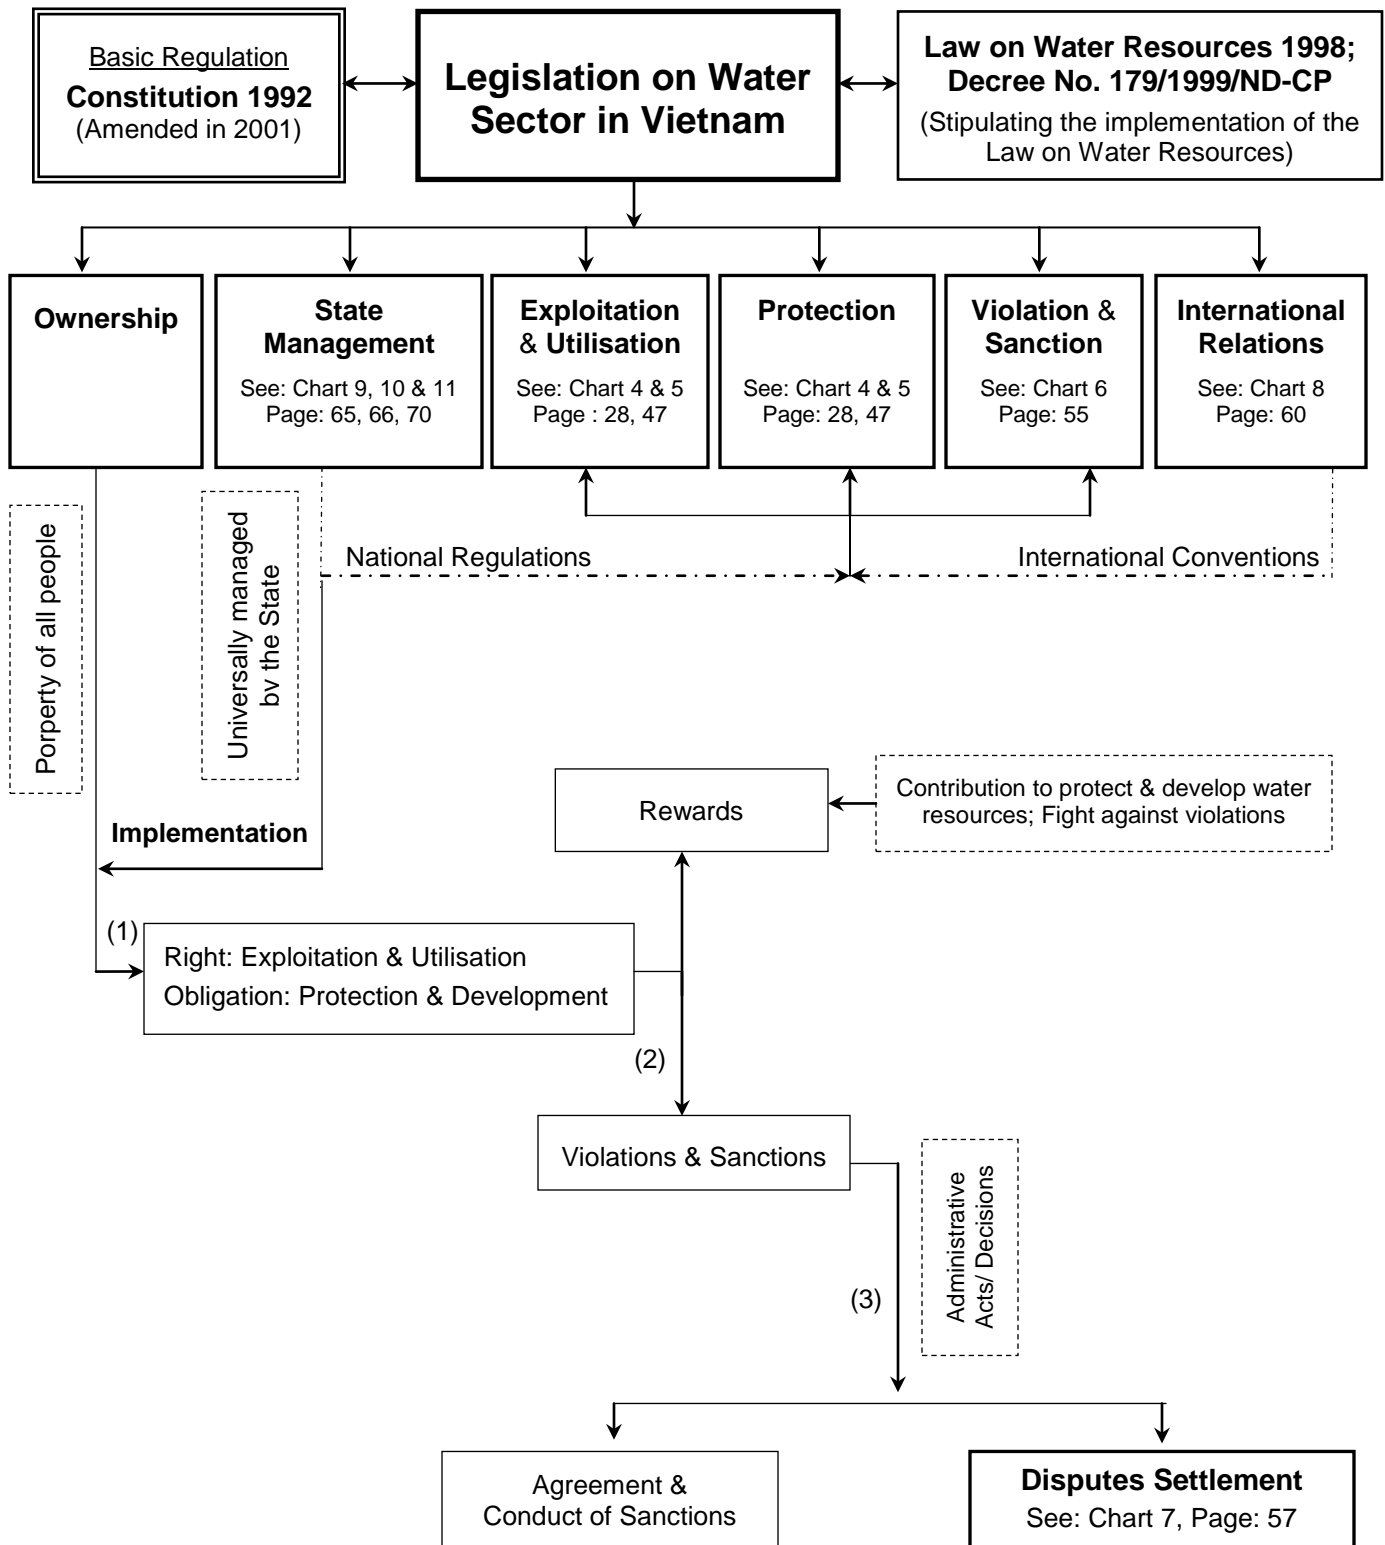 Basic Regulation
Constitution 1992
(Amended in 2001)
Legislation on Water
Sector in Vietnam
Law on Water Resources 1998;
Decree No. 179/1999/ND-CP
(Stipulating the implementation of the
Law on Water Resources)
Ownership
State
Management
See: Chart 9, 10 & 11
Page: 65, 66, 70
Exploitation
& Utilisation
See: Chart 4 & 5
Page : 28, 47
Protection
See: Chart 4 & 5
Page: 28, 47
Violation &
Sanction
See: Chart 6
Page: 55
International
Relations
See: Chart 8
Page: 60
Porperty of all people
Universally managed
by the State
National Regulations
International Conventions
Implementation
Rewards
Contribution to protect & develop water
resources; Fight against violations
(1)
Right: Exploitation & Utilisation
Obligation: Protection & Development
(2)
Violations & Sanctions
Administrative
Acts/ Decisions
(3)
Agreement &
Conduct of Sanctions
Disputes Settlement
See: Chart 7, Page: 57